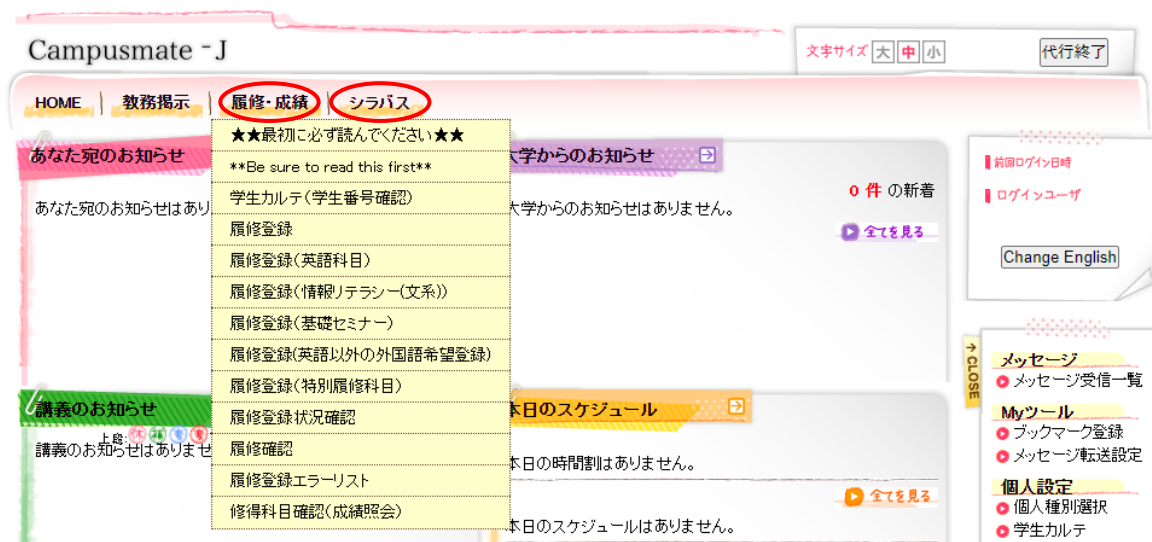 Campusmate - J
文字サイズ 大 中 小
代行終了
HOME
教務掲示
履修・成績
シラバス
★★最初に必ず読んでください★★
**Be sure to read this first**
学生カルテ(学生番号確認)
履修登録
履修登録(英語科目)
履修登録(情報リテラシー(文系))
履修登録(基礎セミナー)
履修登録(英語以外の外国語希望登録)
履修登録(特別履修科目)
履修登録状況確認
履修確認
履修登録エラーリスト
修得科目確認(成績照会)
あなた宛のお知らせ
あなた宛のお知らせはあり
大学からのお知らせ
0 件 の新着
大学からのお知らせはありません。
全てを見る
講義のお知らせ
講義のお知らせはありませ
本日のスケジュール
本日の時間割はありません。
全てを見る
本日のスケジュールはありません。
前回ログイン日時
ログインユーザ
Change English
→ CLOSE
メッセージ
メッセージ受信一覧
Myツール
ブックマーク登録
メッセージ転送設定
個人設定
個人種別選択
学生カルテ